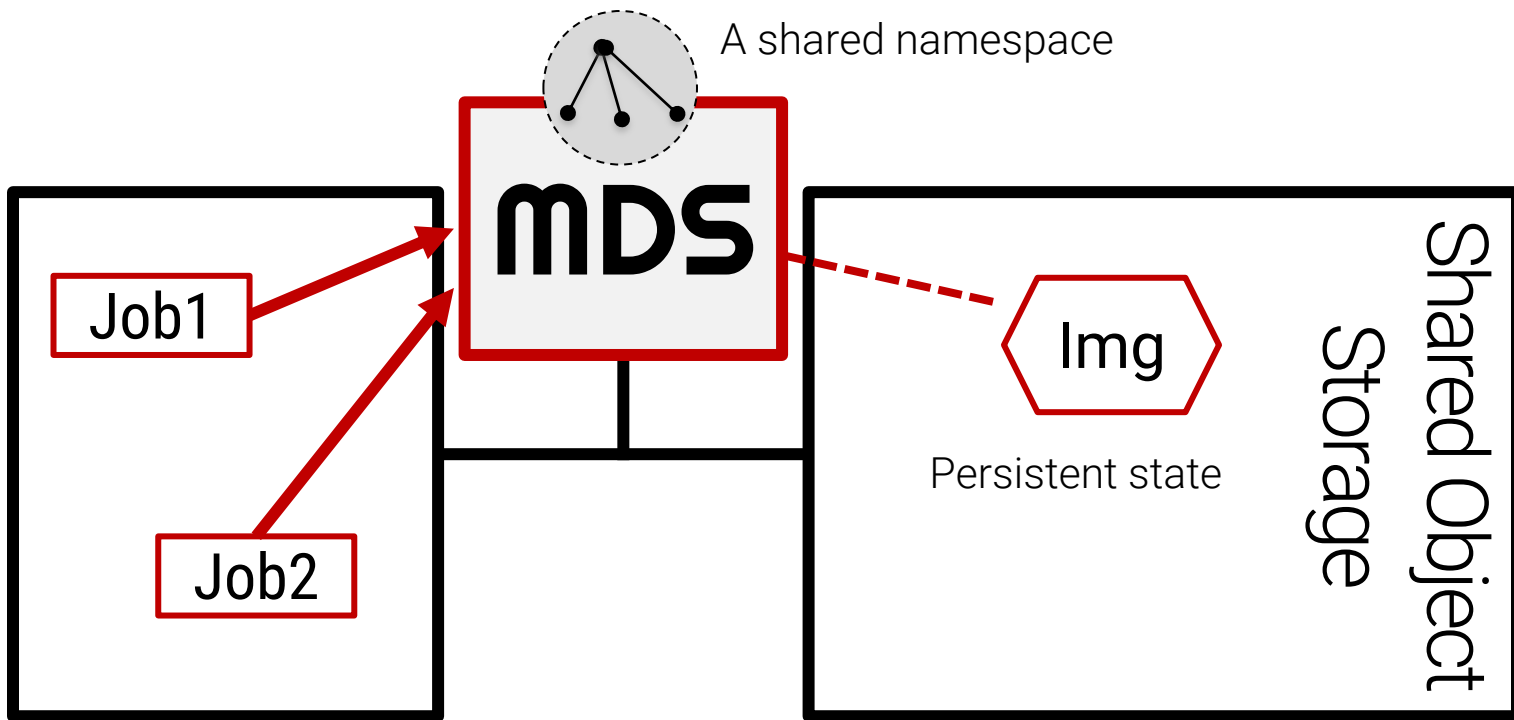 A shared namespace
MDS
Job1
Job2
Img
Persistent state
Shared Object
Storage